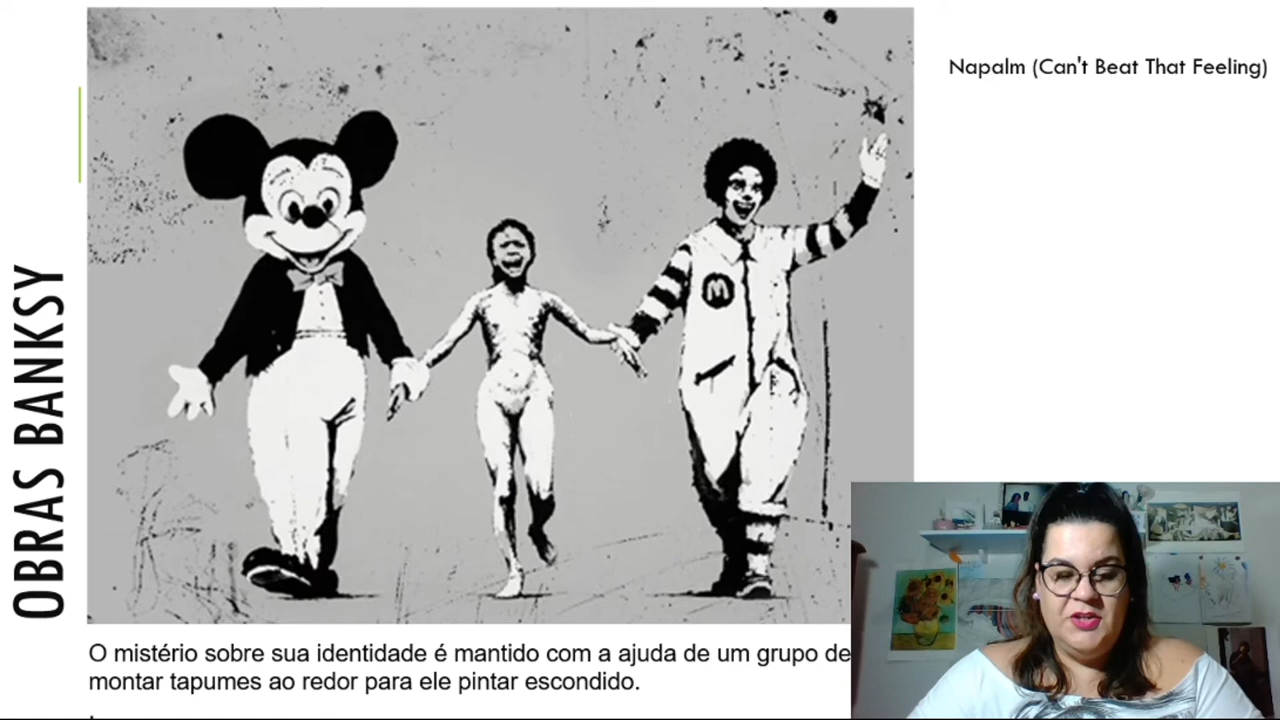 OBRAS BANKSY
Napalm (Can't Beat That Feeling)
M
O mistério sobre sua identidade é mantido com a ajuda de um grupo de
montar tapumes ao redor para ele pintar escondido.